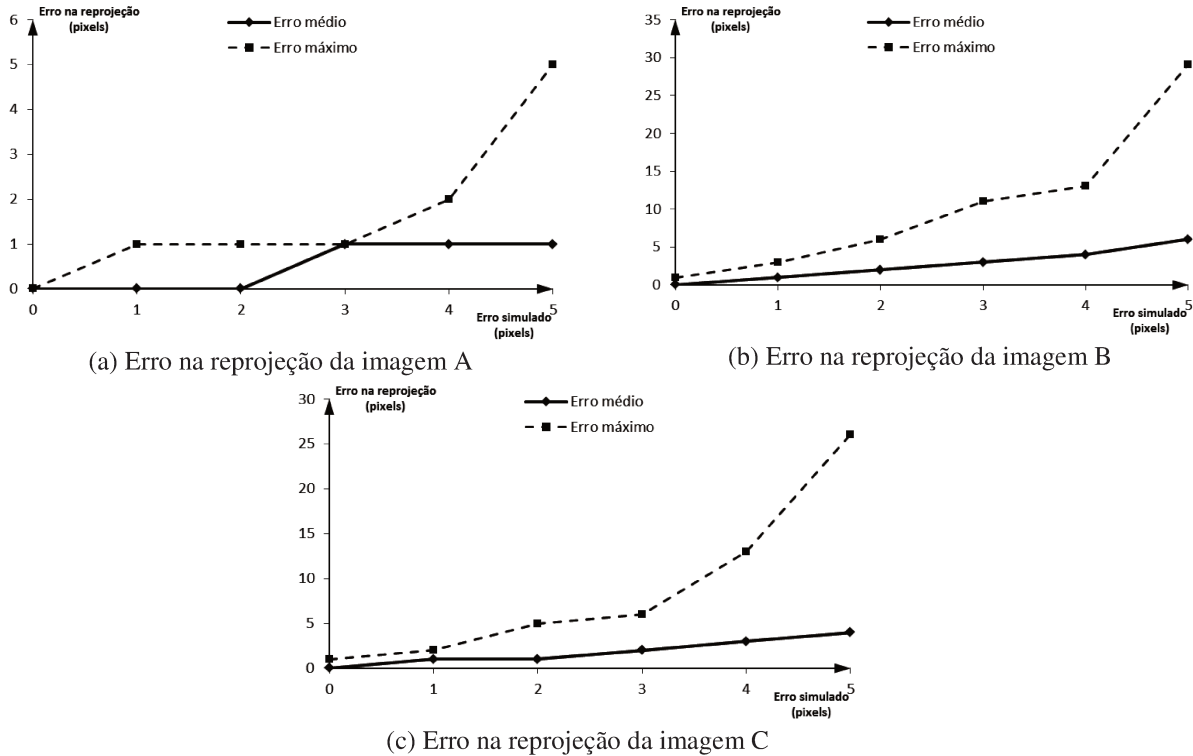 Erro na reprojeção
(pixels)
Erro médio
Erro máximo
6
5
4
3
2
1
0
0 1 2 3 4 5
Erro simulado
(pixels)
(a) Erro na reprojeção da imagem A
Erro na reprojeção
(pixels)
Erro médio
Erro máximo
35
30
25
20
15
10
5
0
0 1 2 3 4 5
Erro simulado
(pixels)
(b) Erro na reprojeção da imagem B
Erro na reprojeção
(pixels)
Erro médio
Erro máximo
30
25
20
15
10
5
0
0 1 2 3 4 5
Erro simulado
(pixels)
(c) Erro na reprojeção da imagem C